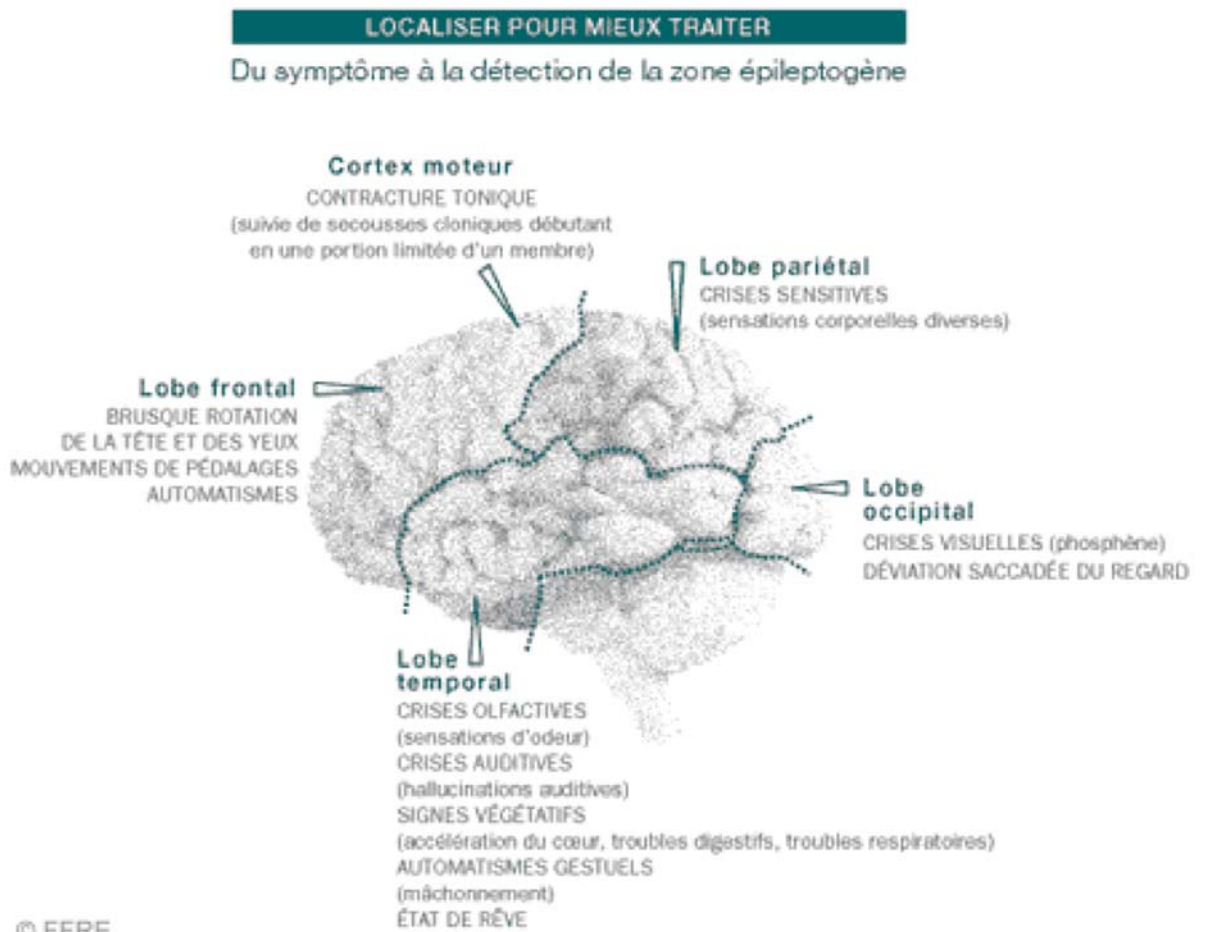 LOCALISER POUR MIEUX TRAITER
Du symptôme à la détection de la zone épileptogène
Cortex moteur
CONTRACTURE TONIQUE
(suivie de secousses cloniques débutant
en une portion limitée d'un membre)
Lobe pariétal
CRISES SENSITIVES
(sensations corporelles diverses)
Lobe frontal
BRUSQUE ROTATION
DE LA TÊTE ET DES YEUX
MOUVEMENTS DE PÉDALAGES
AUTOMATISMES
Lobe
occipital
CRISES VISUELLES (phosphène)
DÉVIATION SACCADÉE DU REGARD
Lobe
temporal
CRISES OLFACTIVES
(sensations d'odeur)
CRISES AUDITIVES
(hallucinations auditives)
SIGNES VÉGÉTATIFS
(accélération du cœur, troubles digestifs, troubles respiratoires)
AUTOMATISMES GESTUELS
(mâchonnement)
ÉTAT DE RÊVE